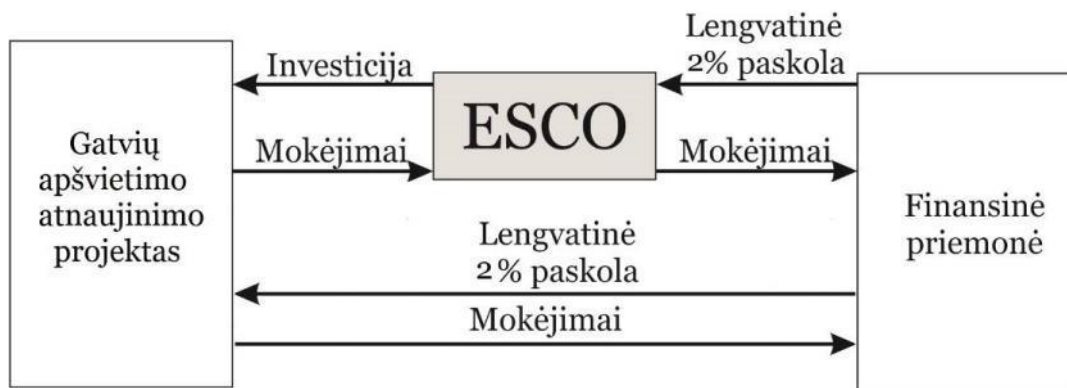 Gatvių
apšvietimo
atnaujinimo
projektas
Investicija
Mokėjimai
ESCO
Lengvatinė
2% paskola
Mokėjimai
Lengvatinė
2% paskola
Mokėjimai
Finansinė
priemonė